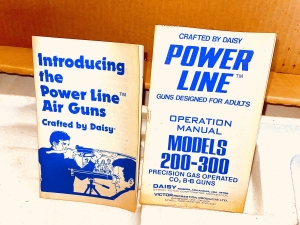 Introducing
the
Power Line™
Air Guns
Crafted by Daisy
CRAFTED BY DAISY
POWER
LINE™
GUNS DESIGNED FOR ADULTS
OPERATION
MANUAL
MODELS
200-300
PRECISION GAS OPERATED
CO₂ B·B GUNS
DAISY